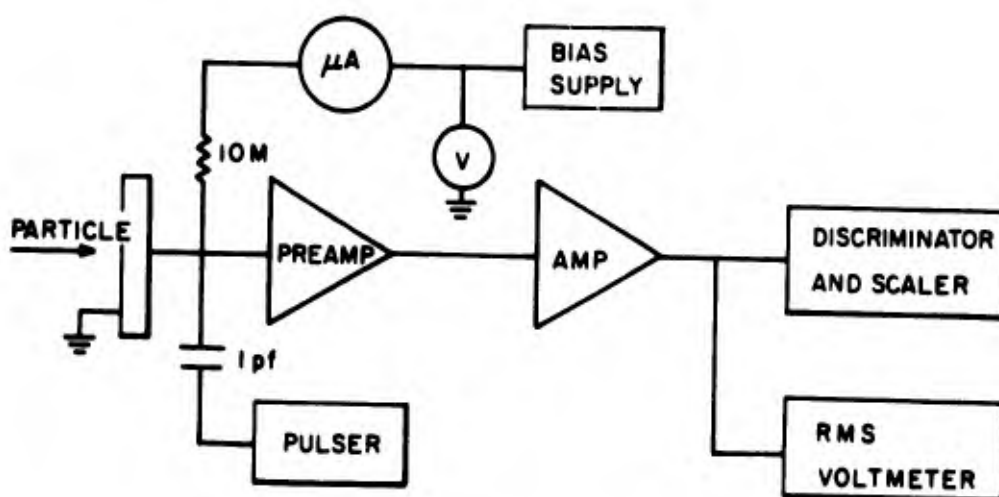 μA
BIAS
SUPPLY
10M
V
PARTICLE
PREAMP
AMP
DISCRIMINATOR
AND SCALER
1 pf
PULSER
RMS
VOLTMETER